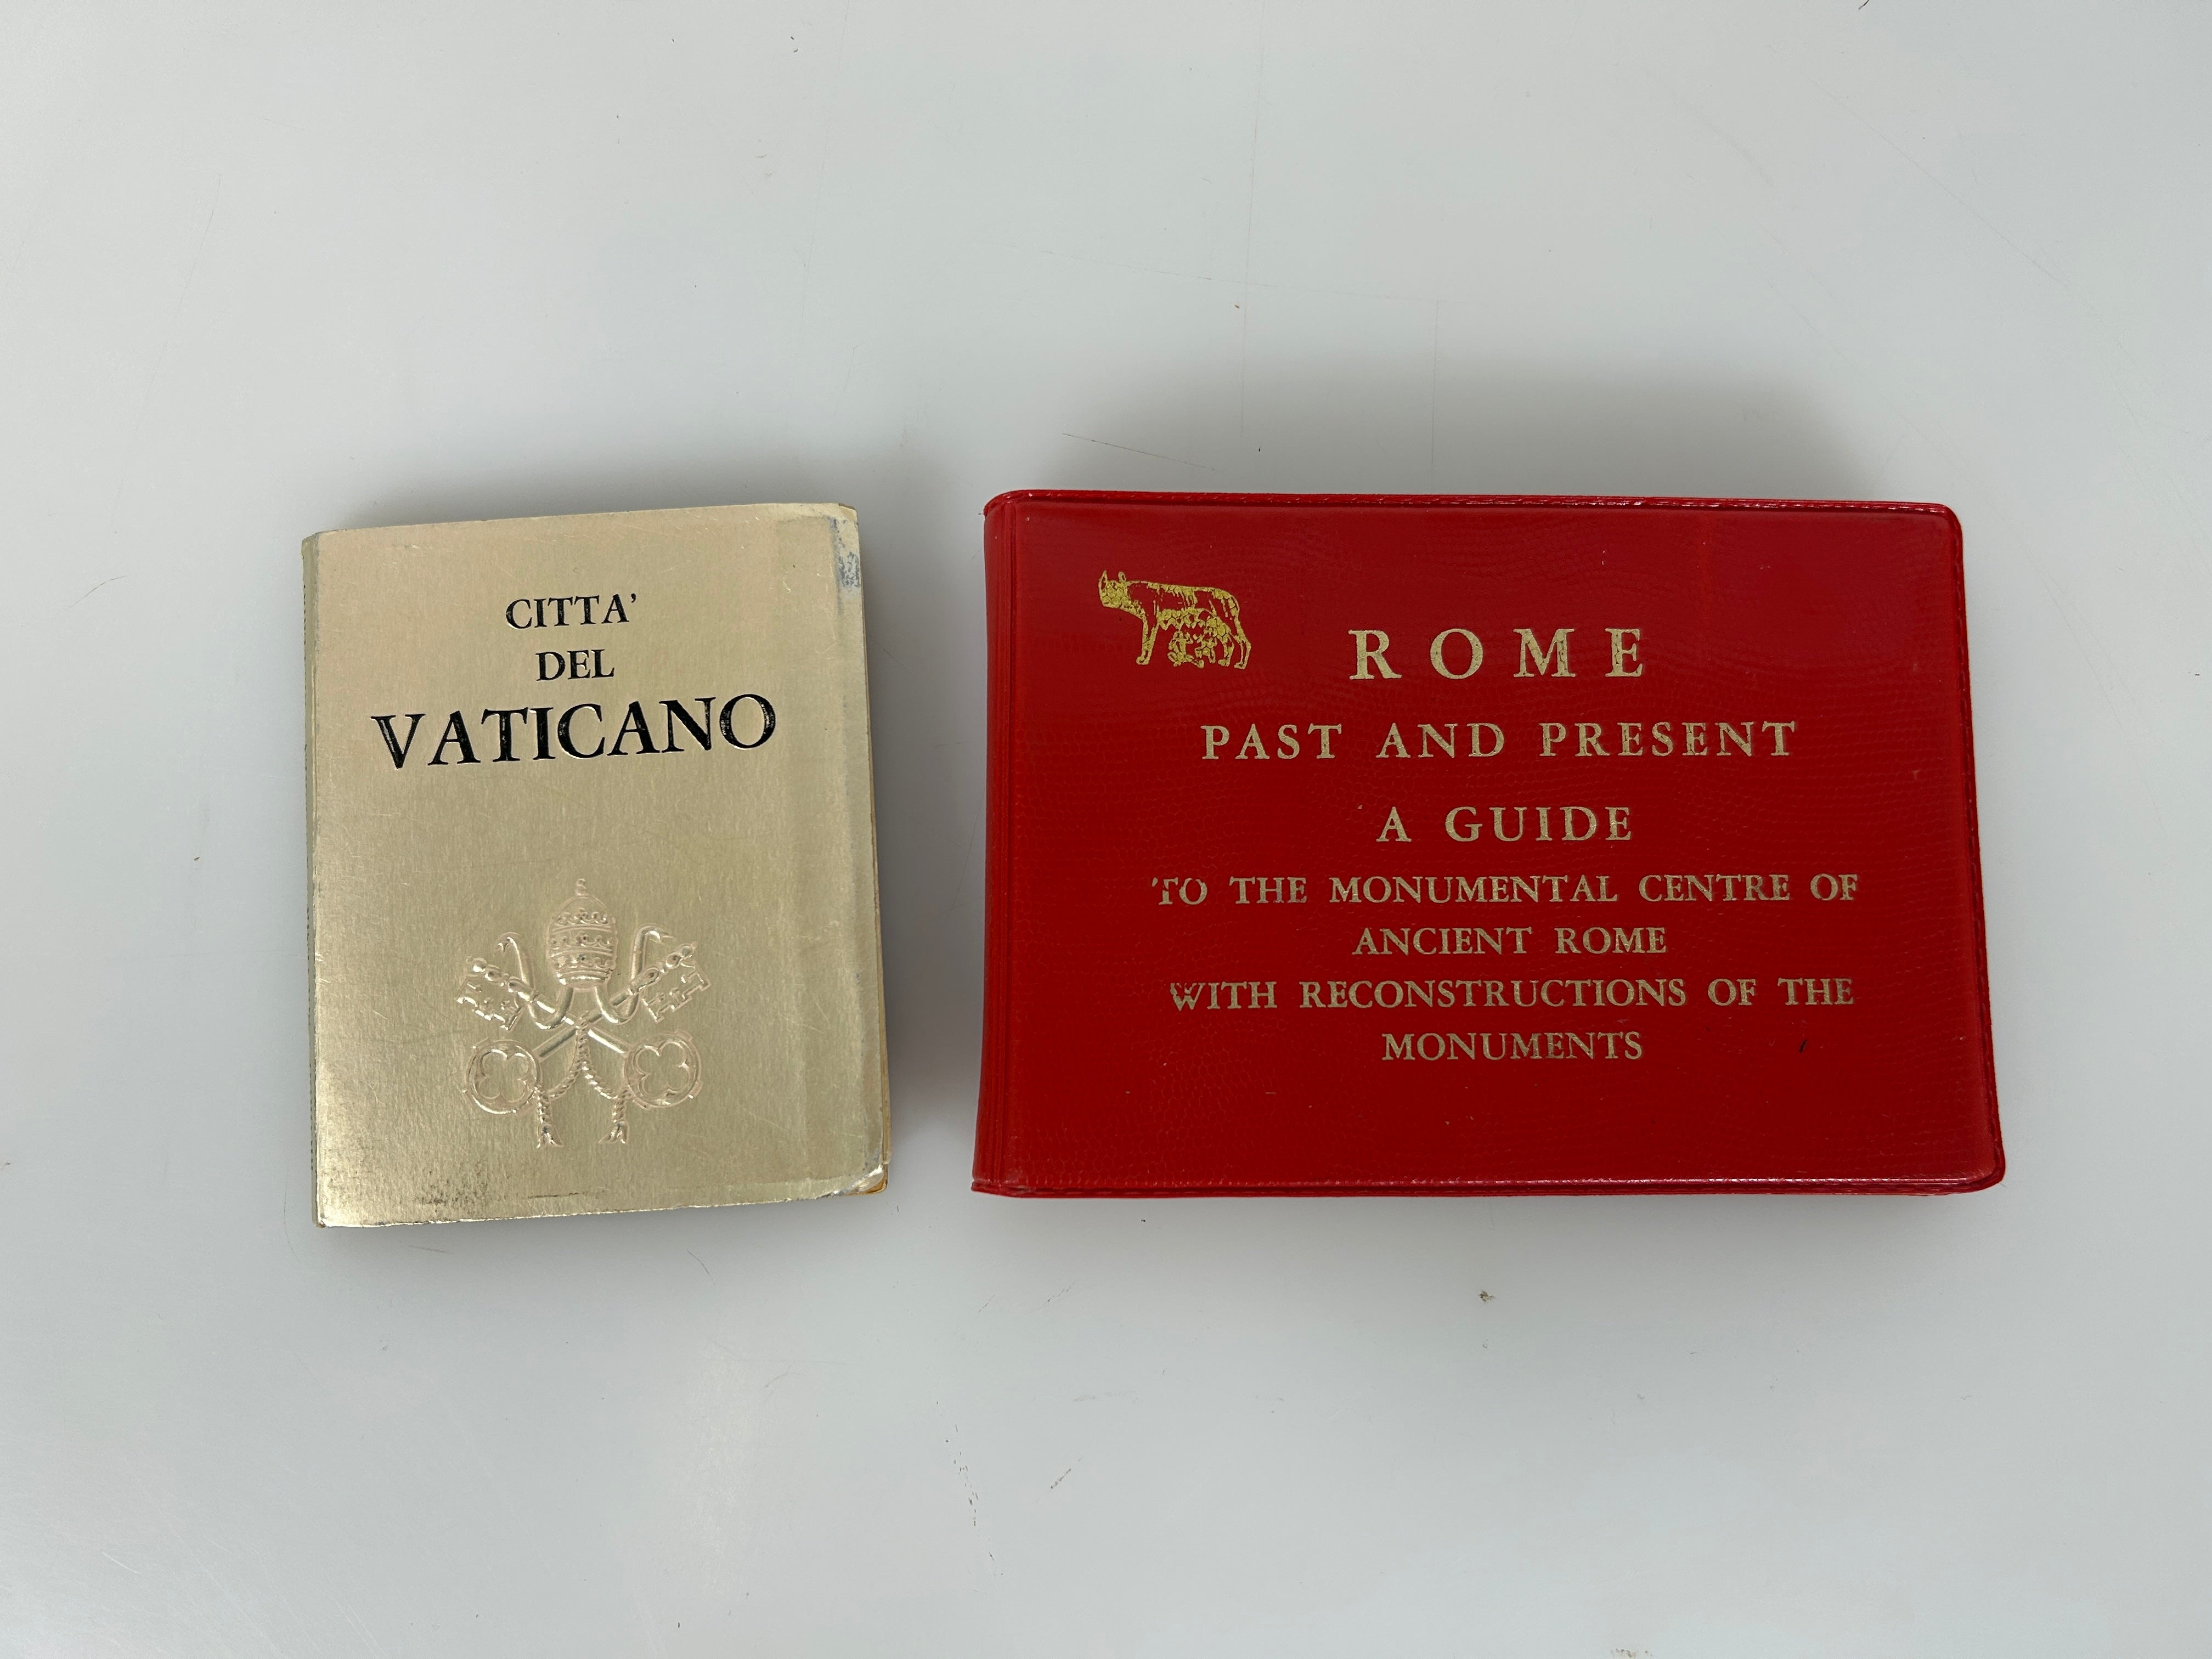 CITTA'
DEL
VATICANO
ROME
PAST AND PRESENT
A GUIDE
TO THE MONUMENTAL CENTRE OF
ANCIENT ROME
WITH RECONSTRUCTIONS OF THE
MONUMENTS